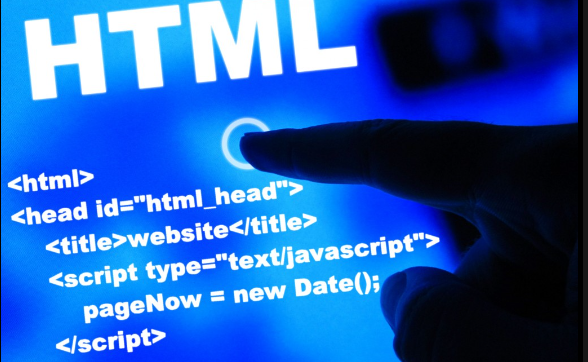 HTML
<html>
<head id="html_head">
<title>website</title>
<script type="text/javascript">
pageNow = new Date();
</script>